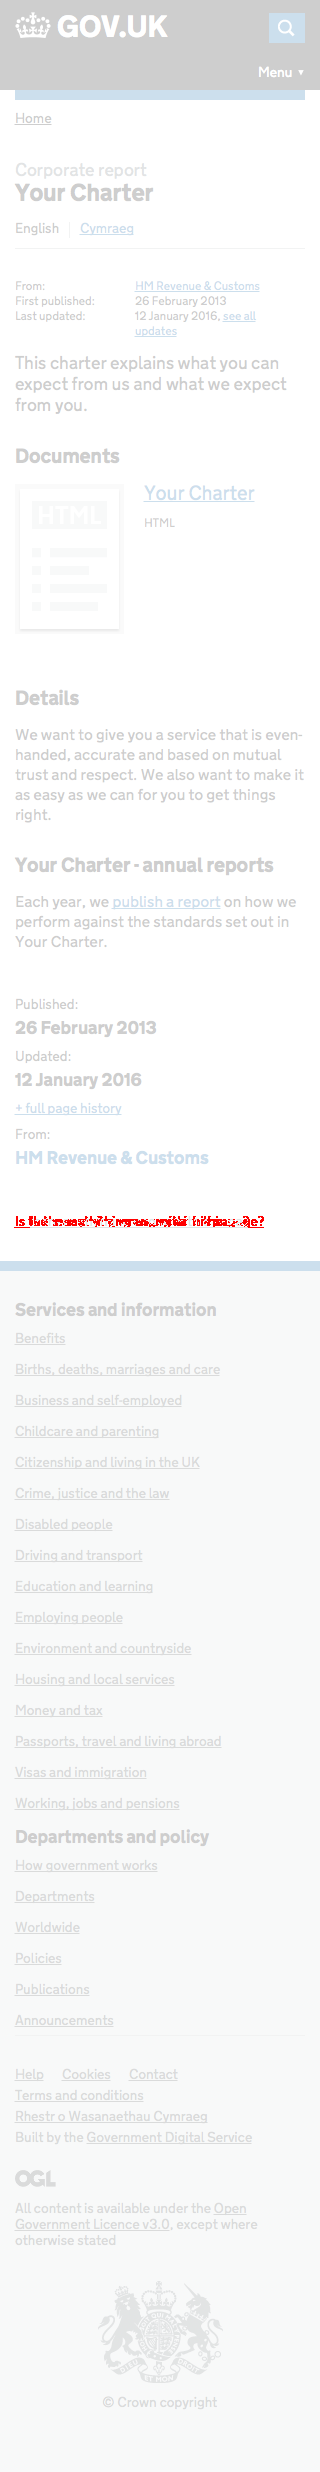 GOV.UK
Menu ▼
Home
Corporate report
Your Charter
English Cymraeg
From: HM Revenue & Customs
First published: 26 February 2013
Last updated: 12 January 2016, see all
updates
This charter explains what you can
expect from us and what we expect
from you.
Documents
HTML
Your Charter
HTML
Details
We want to give you a service that is even-
handed, accurate and based on mutual
trust and respect. We also want to make it
as easy as we can for you to get things
right.
Your Charter - annual reports
Each year, we publish a report on how we
perform against the standards set out in
Your Charter.
Published:
26 February 2013
Updated:
12 January 2016
+ full page history
From:
HM Revenue & Customs
Services and information
Benefits
Births, deaths, marriages and care
Business and self-employed
Childcare and parenting
Citizenship and living in the UK
Crime, justice and the law
Disabled people
Driving and transport
Education and learning
Employing people
Environment and countryside
Housing and local services
Money and tax
Passports, travel and living abroad
Visas and immigration
Working, jobs and pensions
Departments and policy
How government works
Departments
Worldwide
Policies
Publications
Announcements
Help Cookies Contact
Terms and conditions
Rhestr o Wasanaethau Cymraeg
Built by the Government Digital Service
OGL
All content is available under the Open
Government Licence v3.0, except where
otherwise stated
© Crown copyright